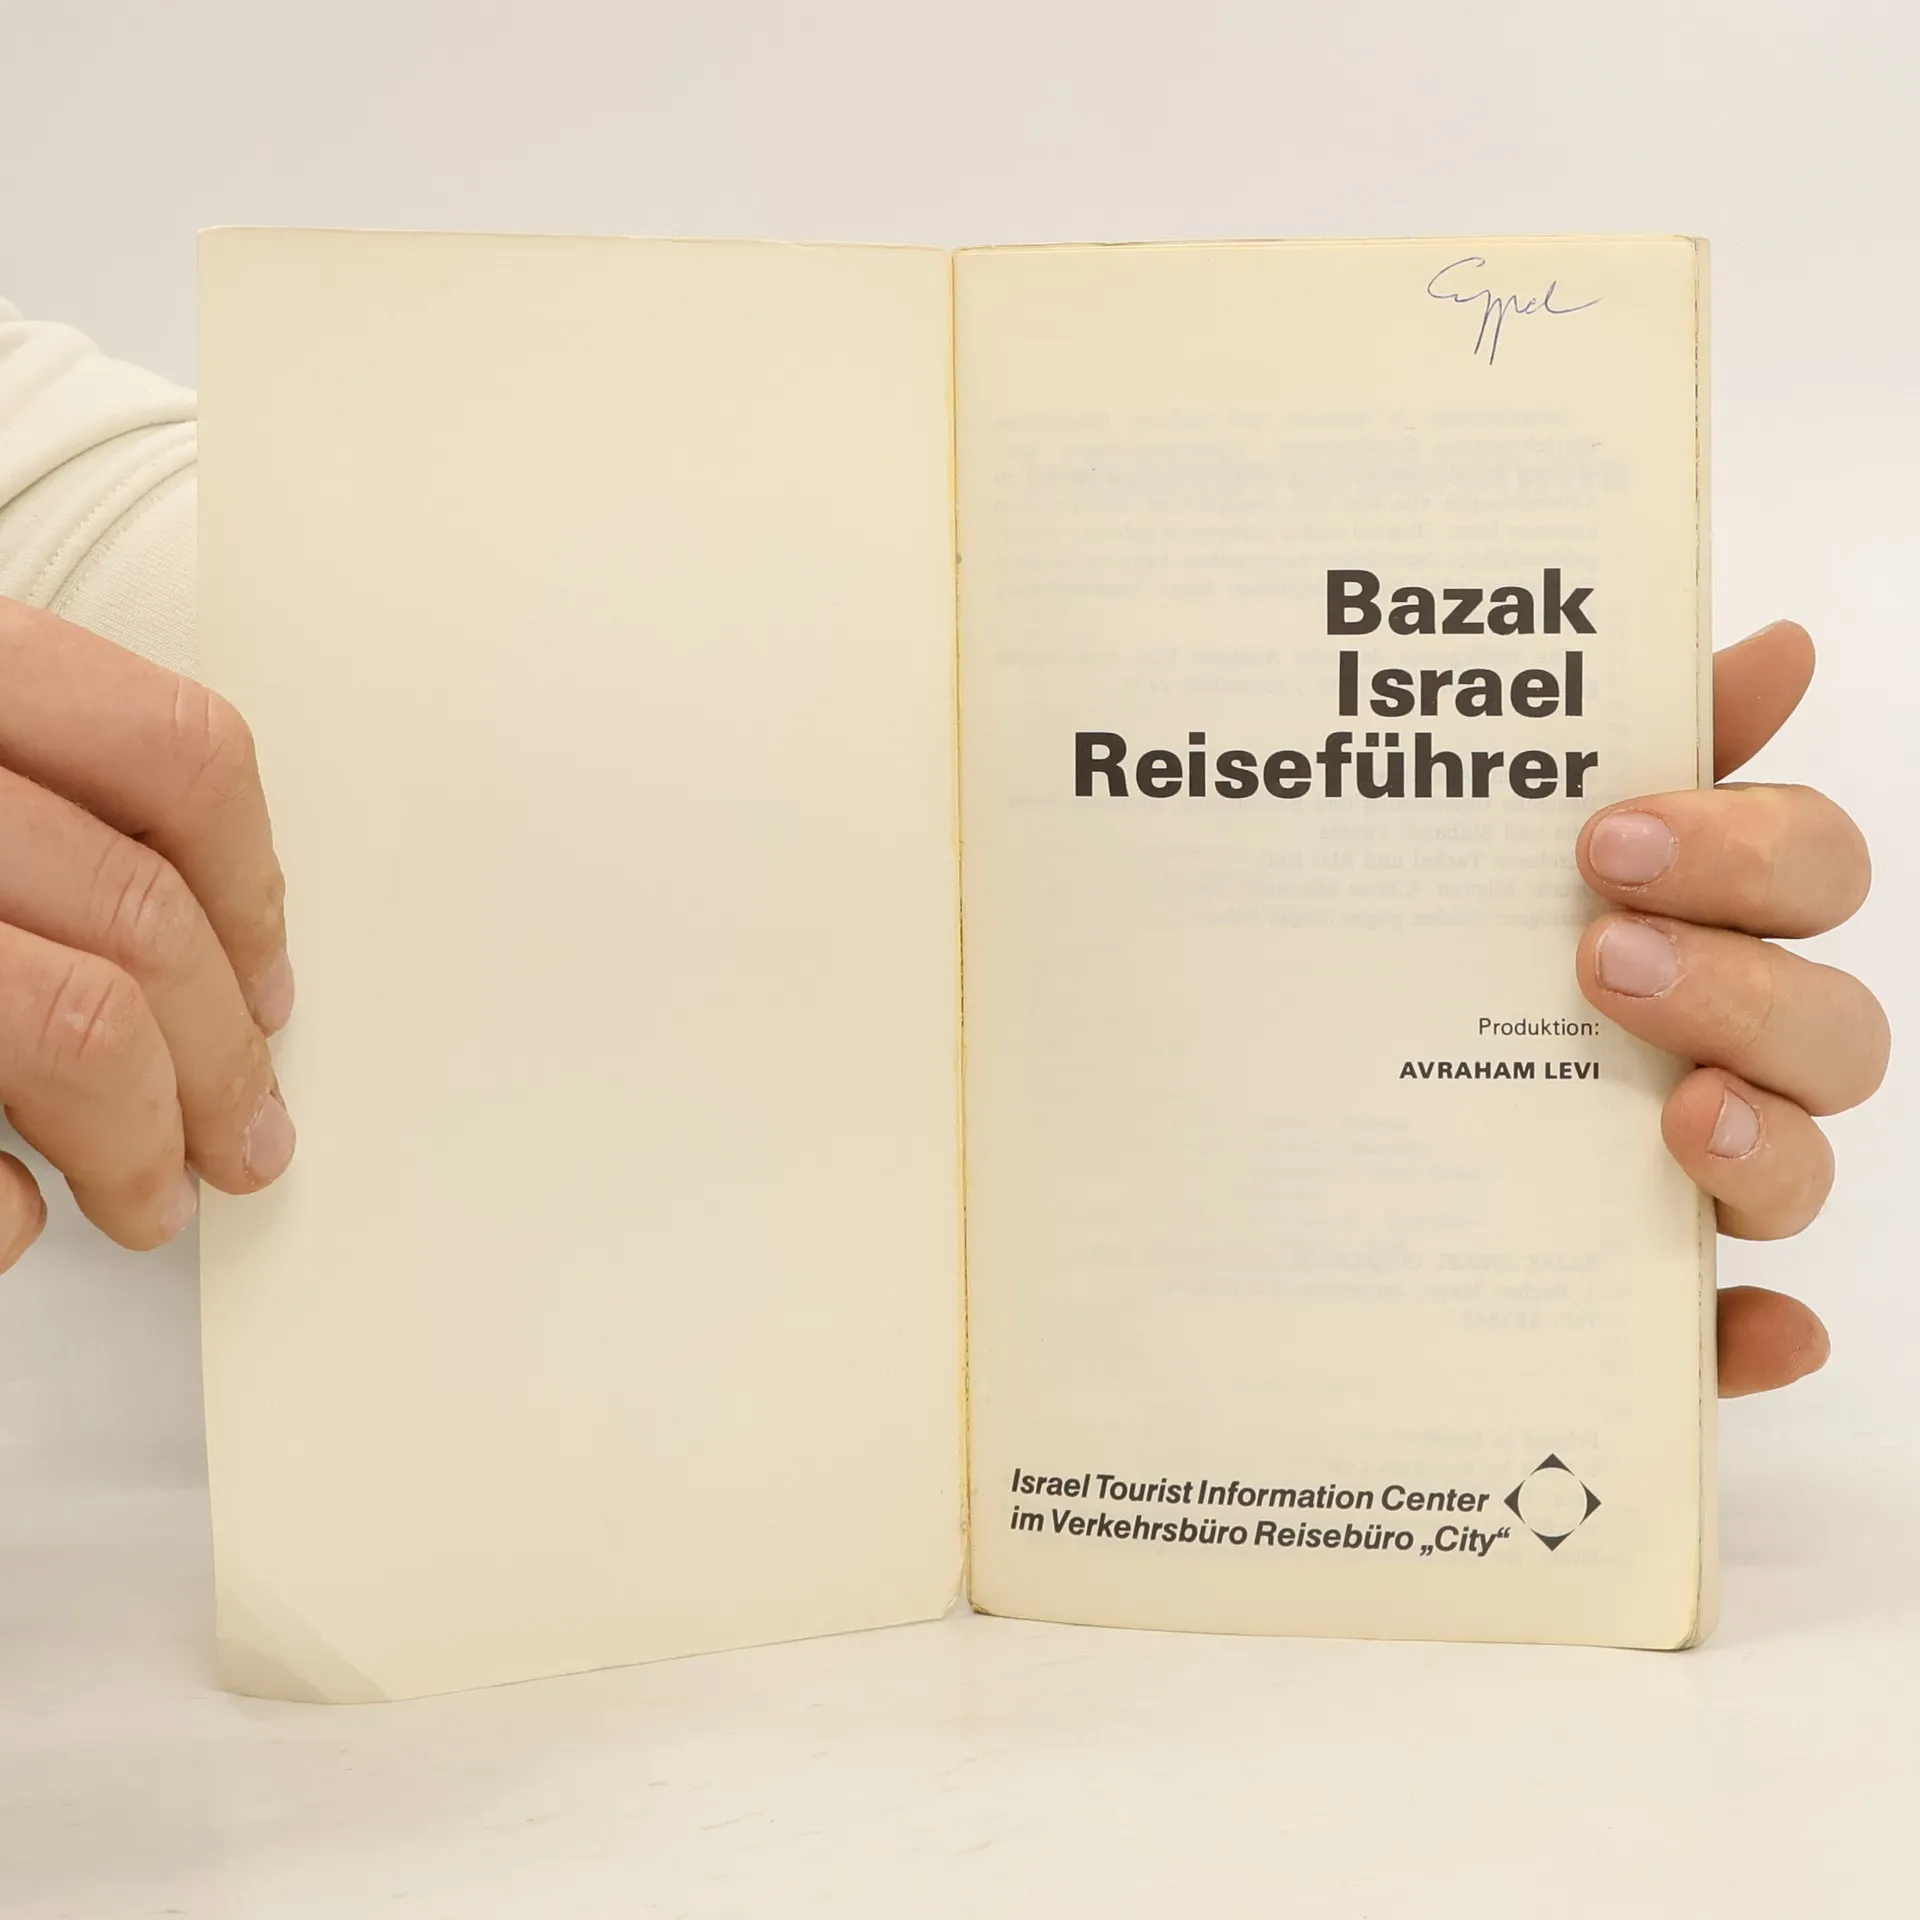 Bazak
Israel
Reiseführer
Produktion:
AVRAHAM LEVI
Israel Tourist Information Center
im Verkehrsbüro Reisebüro „City“